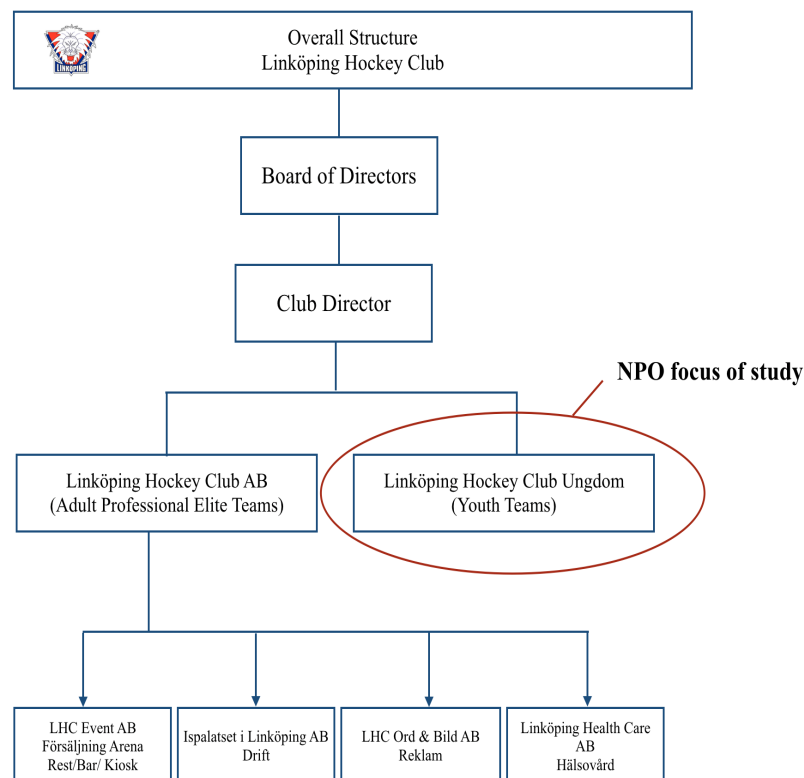 Overall Structure
Linköping Hockey Club
LINKÖPING
Board of Directors
Club Director
NPO focus of study
Linköping Hockey Club AB
(Adult Professional Elite Teams)
Linköping Hockey Club Ungdom
(Youth Teams)
LHC Event AB
Försäljning Arena
Rest/Bar/ Kiosk
Ispalatset i Linköping AB
Drift
LHC Ord & Bild AB
Reklam
Linköping Health Care
AB
Hälsovård